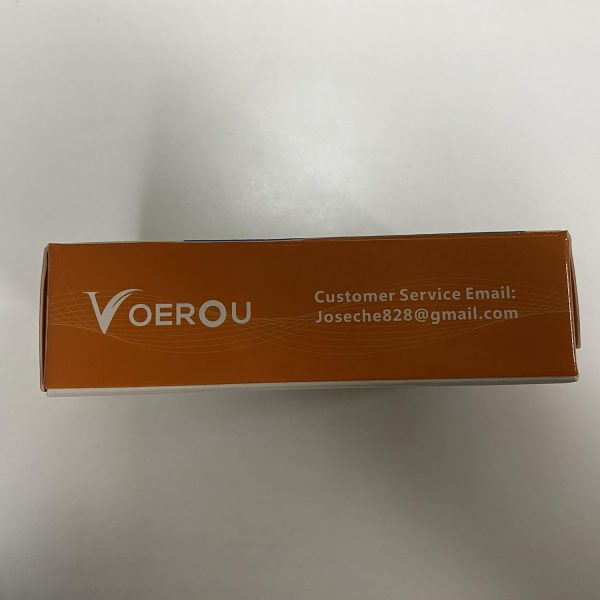 VOEROU
Customer Service Email:
Joseche828@gmail.com